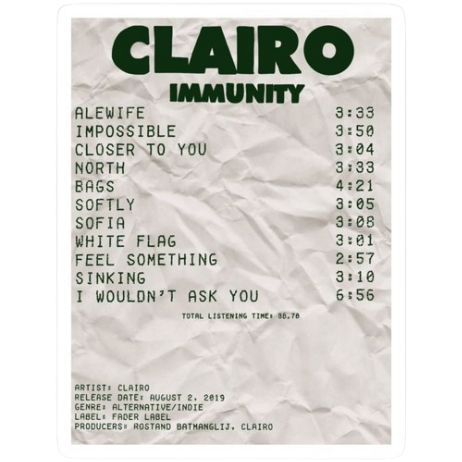 CLAIRO
IMMUNITY
ALEWIFE 3:33
IMPOSSIBLE 3:50
CLOSER TO YOU 3:04
NORTH 3:33
BAGS 4:21
SOFTLY 3:05
SOFIA 3:08
WHITE FLAG 3:01
FEEL SOMETHING 2:57
SINKING 3:10
I WOULDN'T ASK YOU 6:56
TOTAL LISTENING TIME: 38.70
ARTIST: CLAIRO
RELEASE DATE: AUGUST 2, 2019
GENRE: ALTERNATIVE/INDIE
LABEL: FADER LABEL
PRODUCERS: ROSTAND BATMANGLIJ, CLAIRO